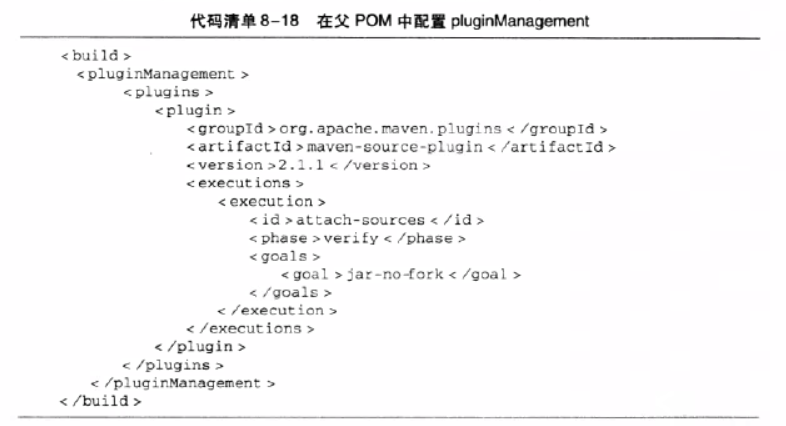 代码清单8-18 在父 POM 中配置 pluginManagement
<build>
<pluginManagement>
<plugins>
<plugin>
<groupId>org.apache.maven.plugins</groupId>
<artifactId>maven-source-plugin</artifactId>
<version>2.1.1</version>
<executions>
<execution>
<id>attach-sources</id>
<phase>verify</phase>
<goals>
<goal>jar-no-fork</goal>
</goals>
</execution>
</executions>
</plugin>
</plugins>
</pluginManagement>
</build>